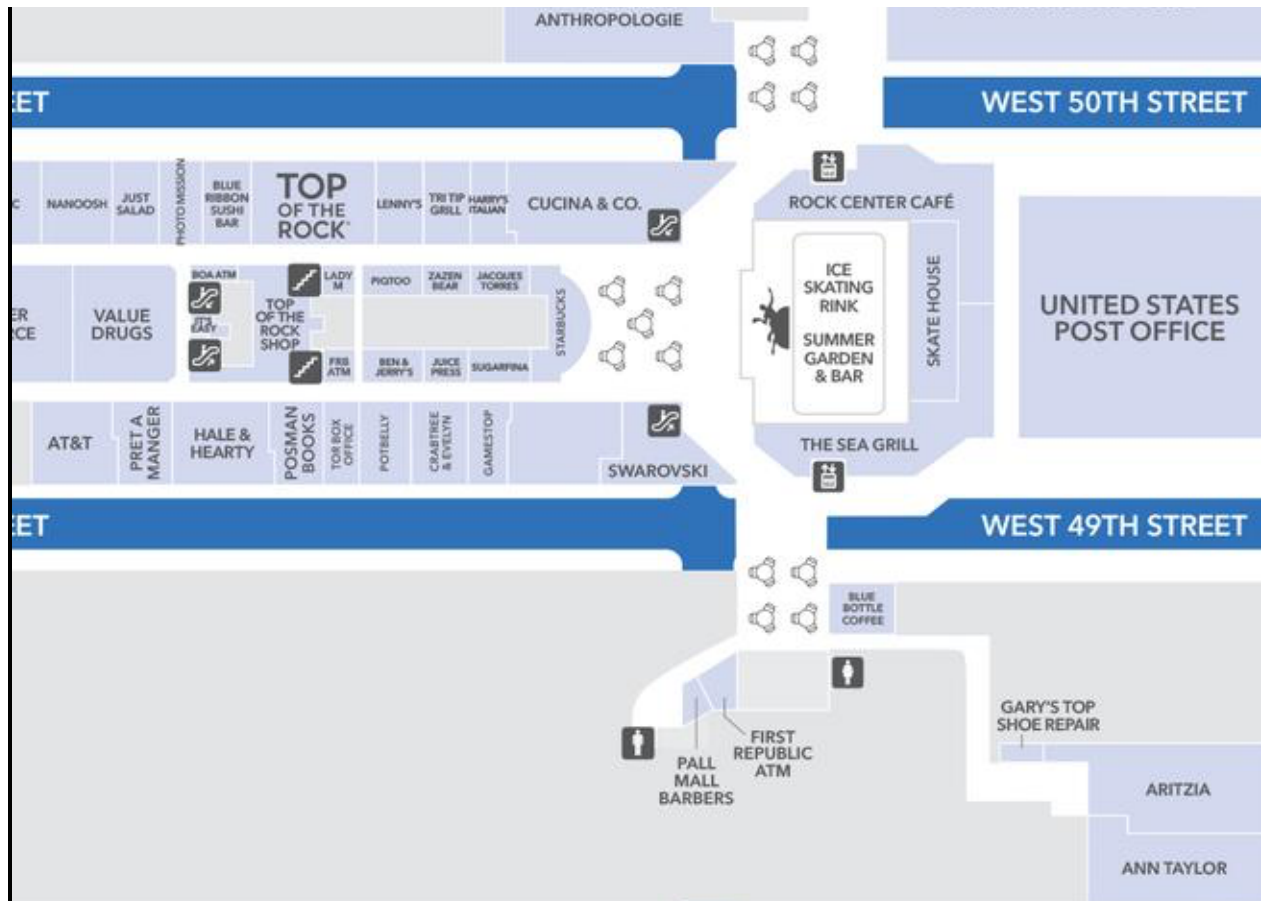 ANTHROPOLOGIE
EET
WEST 50TH STREET
C
NANOOSH
JUST
SALAD
PHOTO MISSION
BLUE
RIBBON
SUSHI
BAR
TOP
OF THE
ROCK
LENNY'S
TRI TIP
GRILL
HARRY'S
ITALIAN
CUCINA & CO.
ROCK CENTER CAFÉ
ER
RCE
VALUE
DRUGS
BOA ATM
IT'S
EASY
TOP
OF THE
ROCK
SHOP
LADY
M
FRB
ATM
PIQTOO
ZAZEN
BEAR
JACQUES
TORRES
BEN &
JERRY'S
JUICE
PRESS
SUGARFINA
STARBUCKS
ICE
SKATING
RINK
SUMMER
GARDEN
& BAR
SKATE HOUSE
UNITED STATES
POST OFFICE
AT&T
PRET A
MANGER
HALE &
HEARTY
POSMAN
BOOKS
TOR BOX
OFFICE
POTBELLY
CRABTREE
& EVELYN
GAMESTOP
SWAROVSKI
THE SEA GRILL
EET
WEST 49TH STREET
BLUE
BOTTLE
COFFEE
PALL
MALL
BARBERS
FIRST
REPUBLIC
ATM
GARY'S TOP
SHOE REPAIR
ARITZIA
ANN TAYLOR